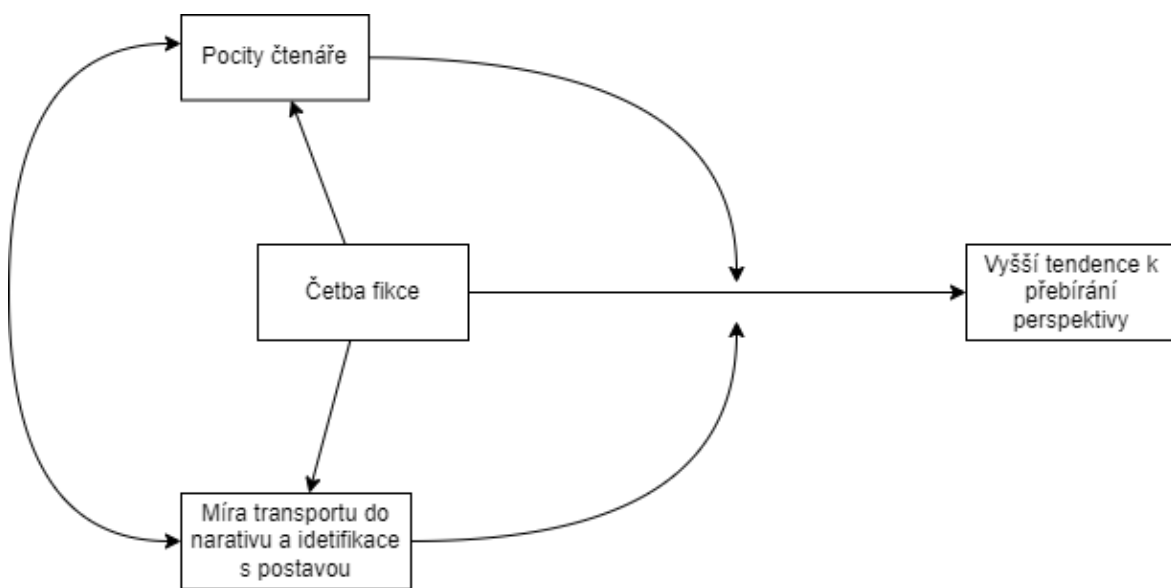 Pocity čtenáře
Četba fikce
Vyšší tendence k
přebírání
perspektivy
Míra transportu do
narativu a idetifikace
s postavou